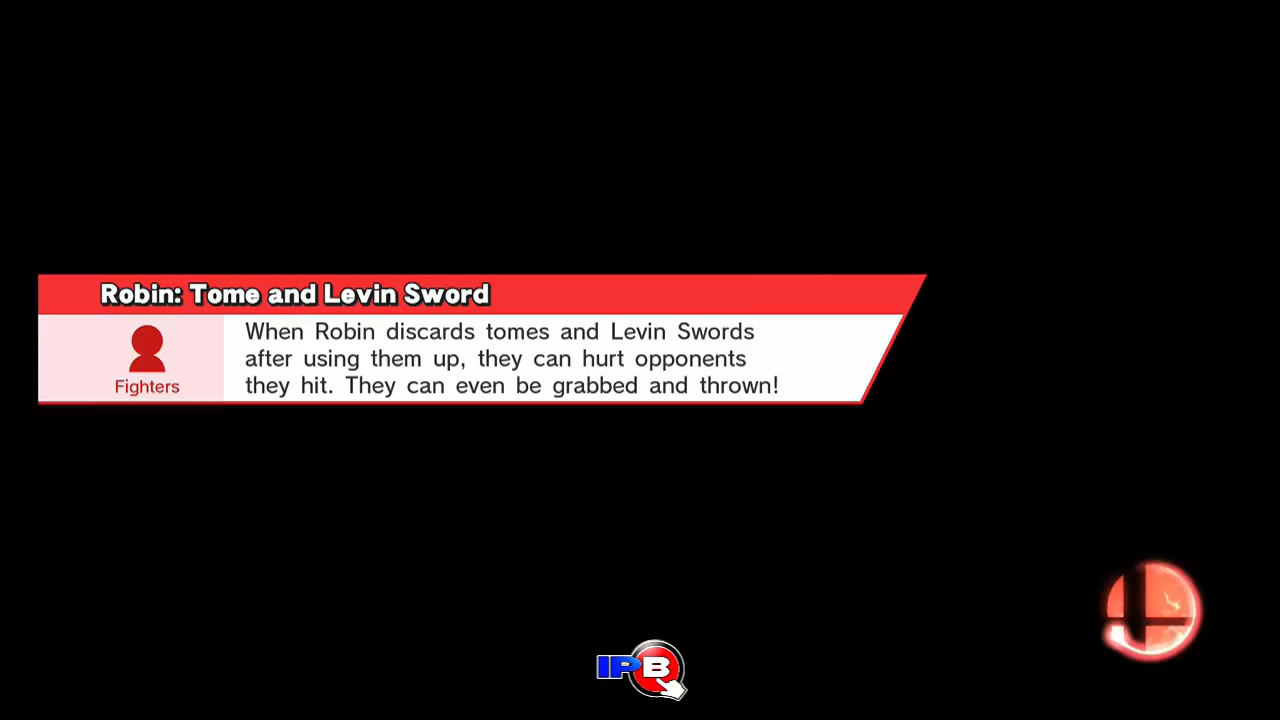 Robin: Tome and Levin Sword
Fighters
When Robin discards tomes and Levin Swords
after using them up, they can hurt opponents
they hit. They can even be grabbed and thrown!
IPB